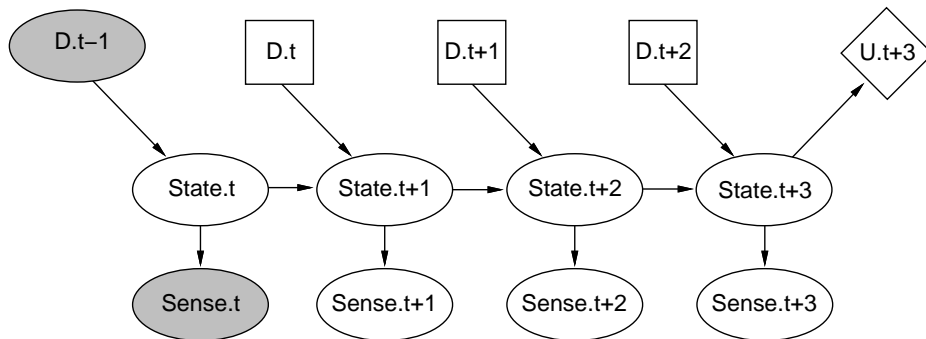 D.t–1
D.t
D.t+1
D.t+2
U.t+3
State.t
State.t+1
State.t+2
State.t+3
Sense.t
Sense.t+1
Sense.t+2
Sense.t+3